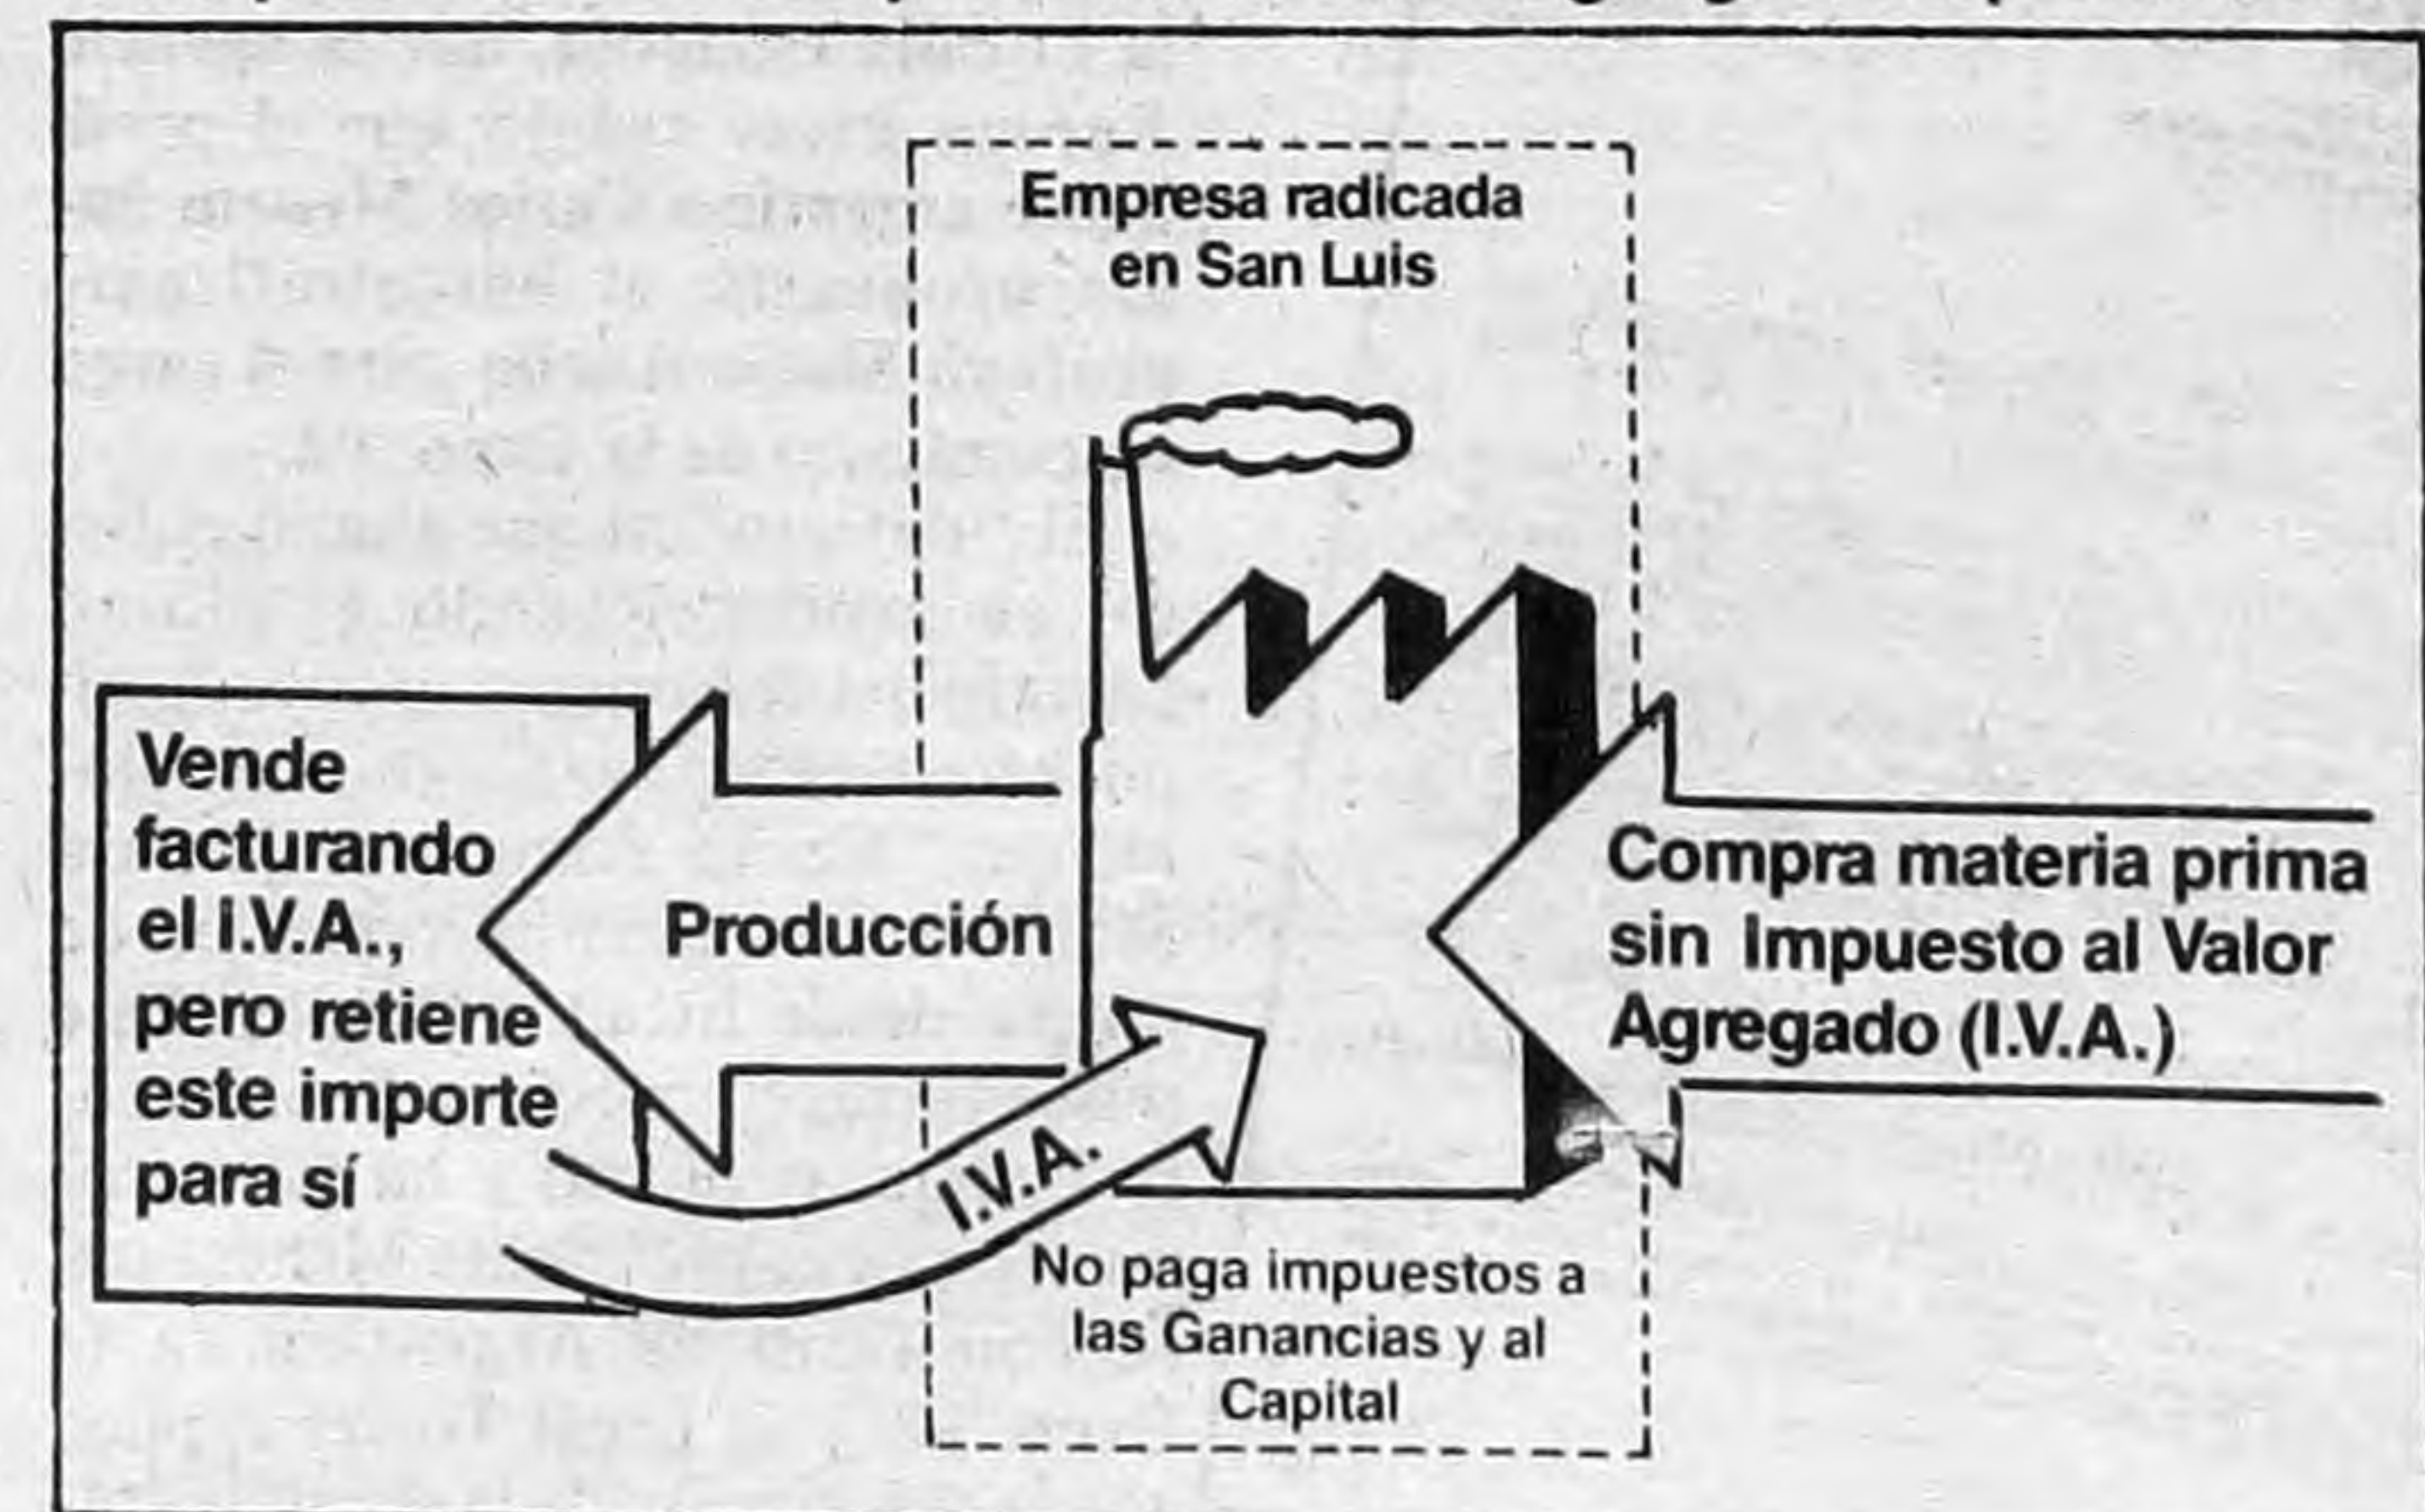 Empresa radicada
en San Luis
Vende
facturando
el I.V.A.,
pero retiene
este importe
para sí
Producción
Compra materia prima
sin Impuesto al Valor
Agregado (I.V.A.)
I.V.A.
No paga impuestos a
las Ganancias y al
Capital